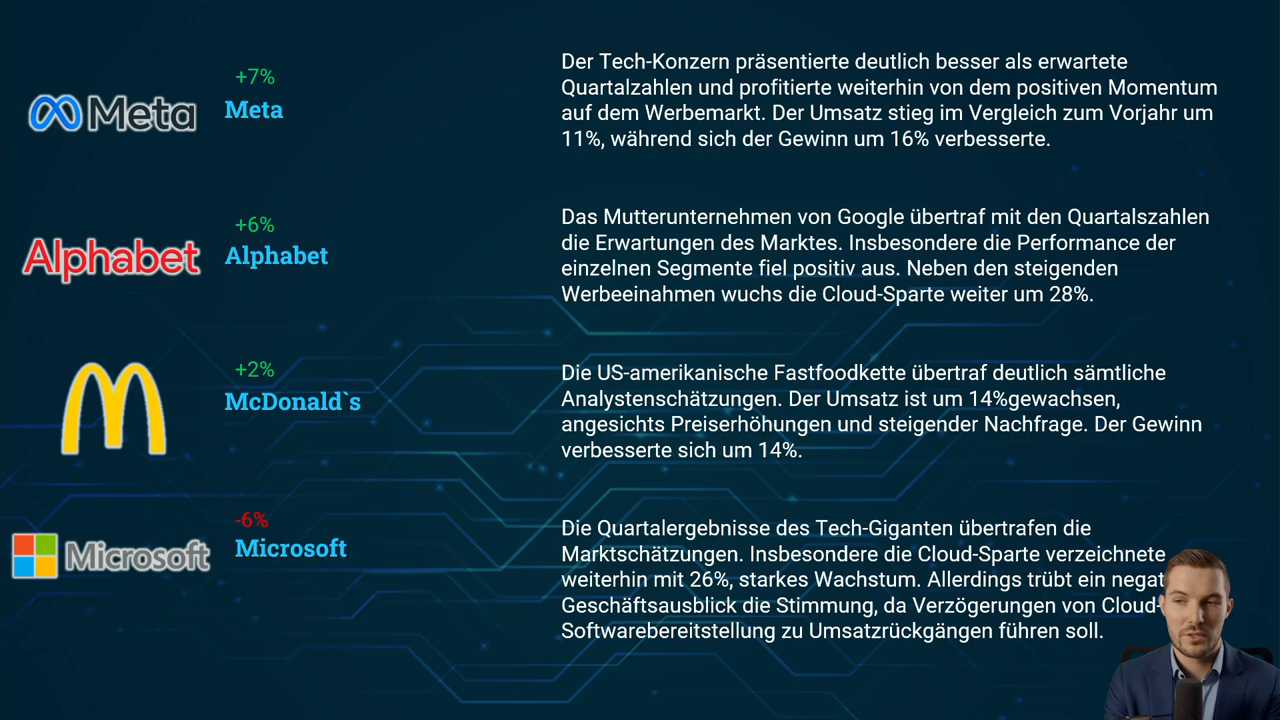 +7%
Meta
Meta
Der Tech-Konzern präsentierte deutlich besser als erwartete
Quartalzahlen und profitierte weiterhin von dem positiven Momentum
auf dem Werbemarkt. Der Umsatz stieg im Vergleich zum Vorjahr um
11%, während sich der Gewinn um 16% verbesserte.
+6%
Alphabet
Alphabet
Das Mutterunternehmen von Google übertraf mit den Quartalszahlen
die Erwartungen des Marktes. Insbesondere die Performance der
einzelnen Segmente fiel positiv aus. Neben den steigenden
Werbeeinahmen wuchs die Cloud-Sparte weiter um 28%.
+2%
McDonald`s
Die US-amerikanische Fastfoodkette übertraf deutlich sämtliche
Analystenschätzungen. Der Umsatz ist um 14%gewachsen,
angesichts Preiserhöhungen und steigender Nachfrage. Der Gewinn
verbesserte sich um 14%.
-6%
Microsoft
Microsoft
Die Quartalergebnisse des Tech-Giganten übertrafen die
Marktschätzungen. Insbesondere die Cloud-Sparte verzeichnete
weiterhin mit 26%, starkes Wachstum. Allerdings trübt ein
Geschäftsausblick die Stimmung, da Verzögerungen von Cloud-
Softwarebereitstellung zu Umsatzrückgängen führen soll.